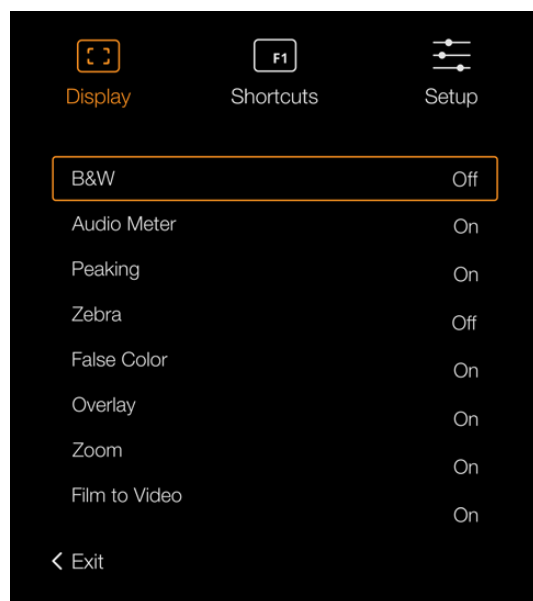 F1
Display Shortcuts Setup
B&W Off
Audio Meter On
Peaking On
Zebra Off
False Color On
Overlay On
Zoom On
Film to Video On
Exit